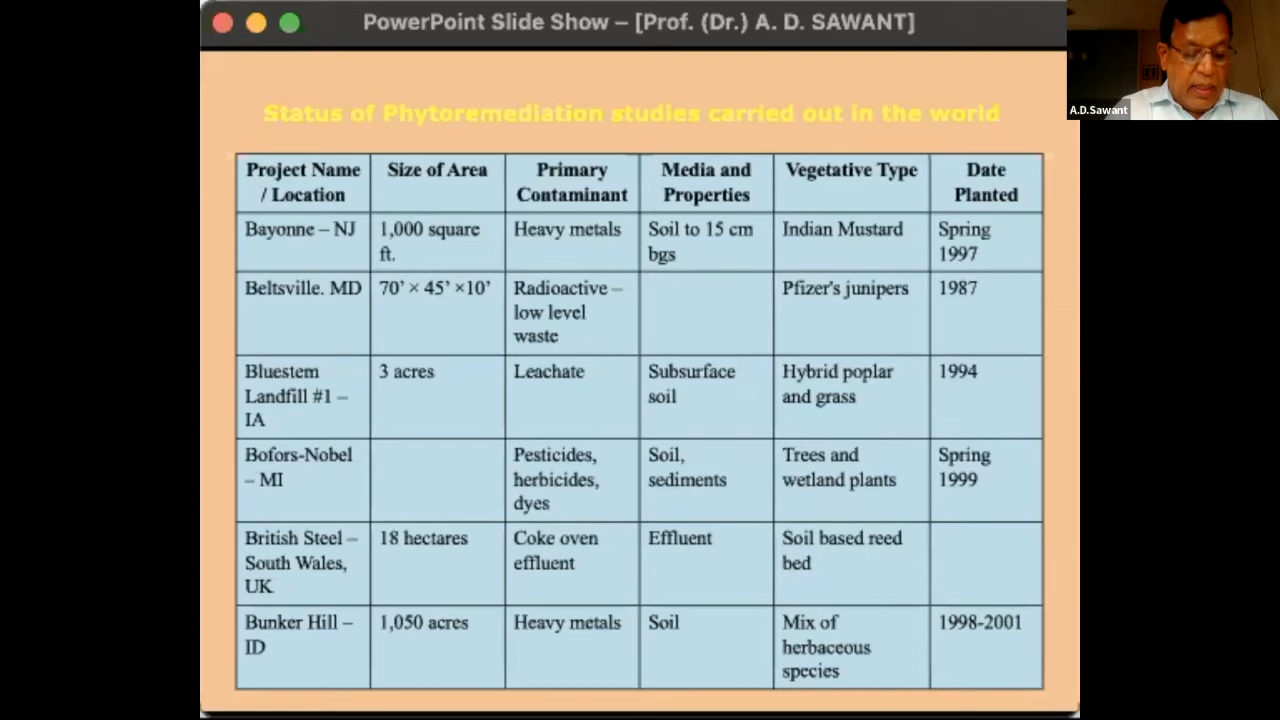 PowerPoint Slide Show – [Prof. (Dr.) A. D. SAWANT]
A.D.Sawant
Status of Phytoremediation studies carried out in the world
Project Name / Location | Size of Area | Primary Contaminant | Media and Properties | Vegetative Type | Date Planted
Bayonne – NJ | 1,000 square ft. | Heavy metals | Soil to 15 cm bgs | Indian Mustard | Spring 1997
Beltsville. MD | 70’ × 45’ ×10’ | Radioactive – low level waste | | Pfizer's junipers | 1987
Bluestem Landfill #1 – IA | 3 acres | Leachate | Subsurface soil | Hybrid poplar and grass | 1994
Bofors-Nobel – MI | | Pesticides, herbicides, dyes | Soil, sediments | Trees and wetland plants | Spring 1999
British Steel – South Wales, UK | 18 hectares | Coke oven effluent | Effluent | Soil based reed bed |
Bunker Hill – ID | 1,050 acres | Heavy metals | Soil | Mix of herbaceous species | 1998-2001